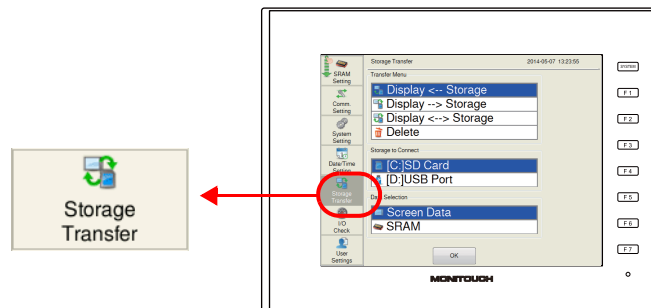 Storage
Transfer
SRAM
Setting
Comm.
Setting
System
Setting
Date/Time
Setting
Storage
Transfer
I/O
Check
User
Settings
Storage Transfer 2014-05-07 13:23:55
Transfer Menu
Display <-- Storage
Display --> Storage
Display <--> Storage
Delete
Storage to Connect
[C:]SD Card
[D:]USB Port
Data Selection
Screen Data
SRAM
OK
MONITOUCH
SYSTEM
F1
F2
F3
F4
F5
F6
F7